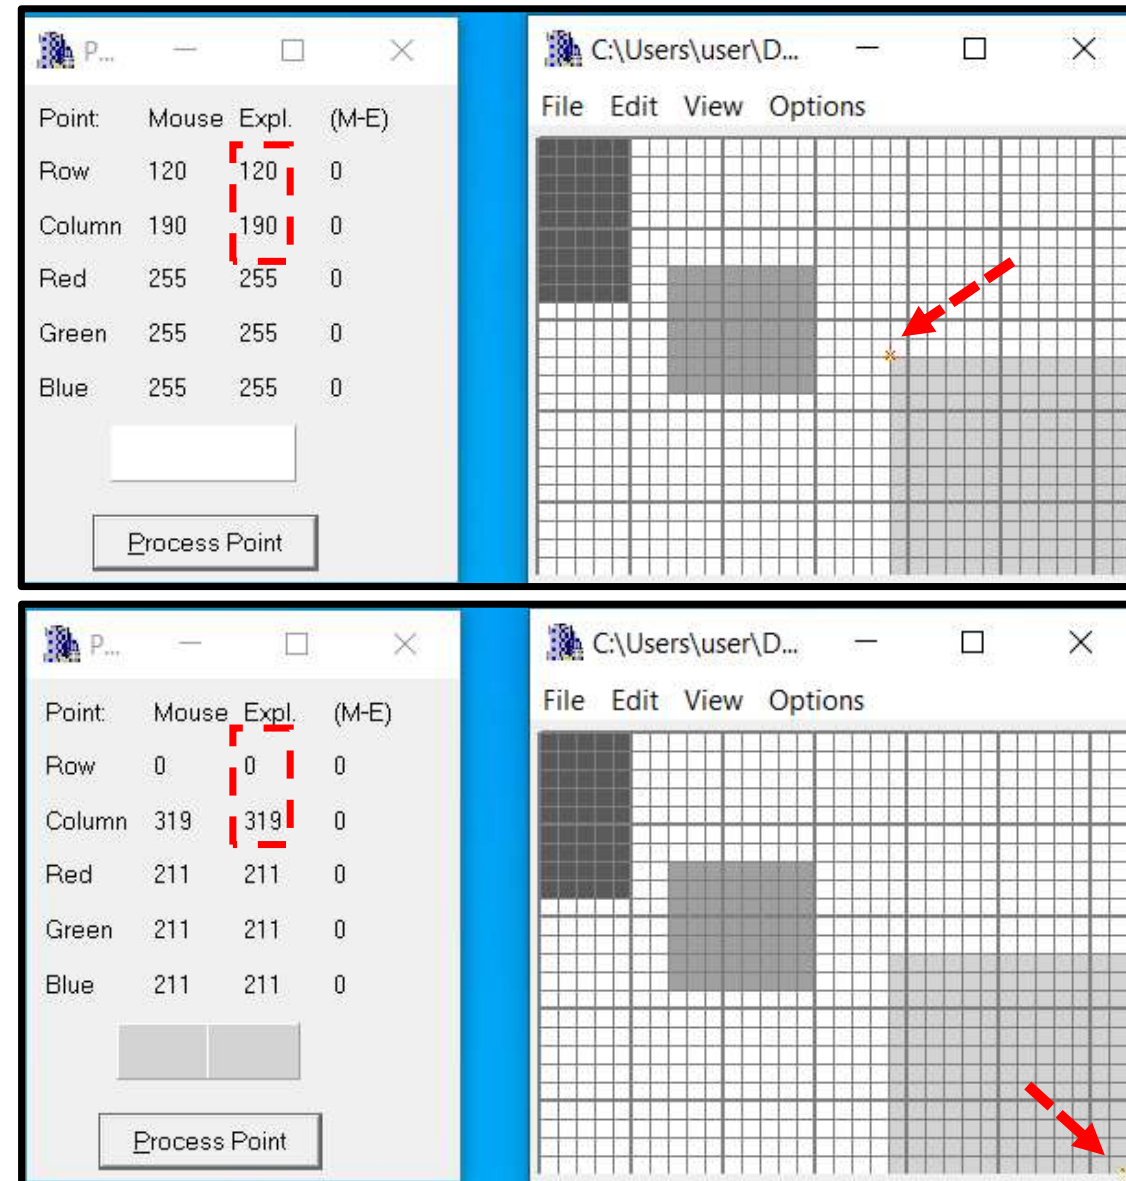 P...
C:\Users\user\D...
File Edit View Options
Point: Mouse Expl. (M-E)
Row 120 120 0
Column 190 190 0
Red 255 255 0
Green 255 255 0
Blue 255 255 0
Process Point
P...
C:\Users\user\D...
File Edit View Options
Point: Mouse Expl. (M-E)
Row 0 0 0
Column 319 319 0
Red 211 211 0
Green 211 211 0
Blue 211 211 0
Process Point